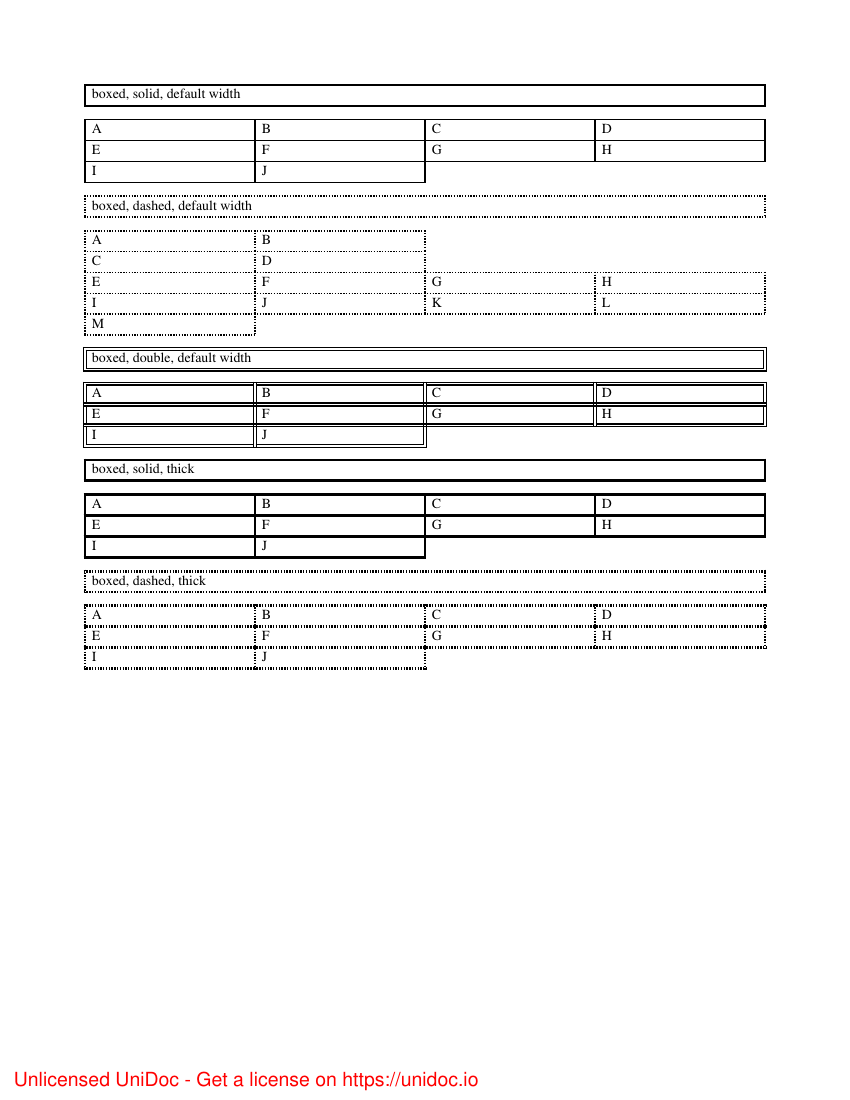 boxed, solid, default width
A B C D
E F G H
I J
boxed, dashed, default width
A B
C D
E F G H
I J K L
M
boxed, double, default width
A B C D
E F G H
I J
boxed, solid, thick
A B C D
E F G H
I J
boxed, dashed, thick
A B C D
E F G H
I J
Unlicensed UniDoc - Get a license on https://unidoc.io